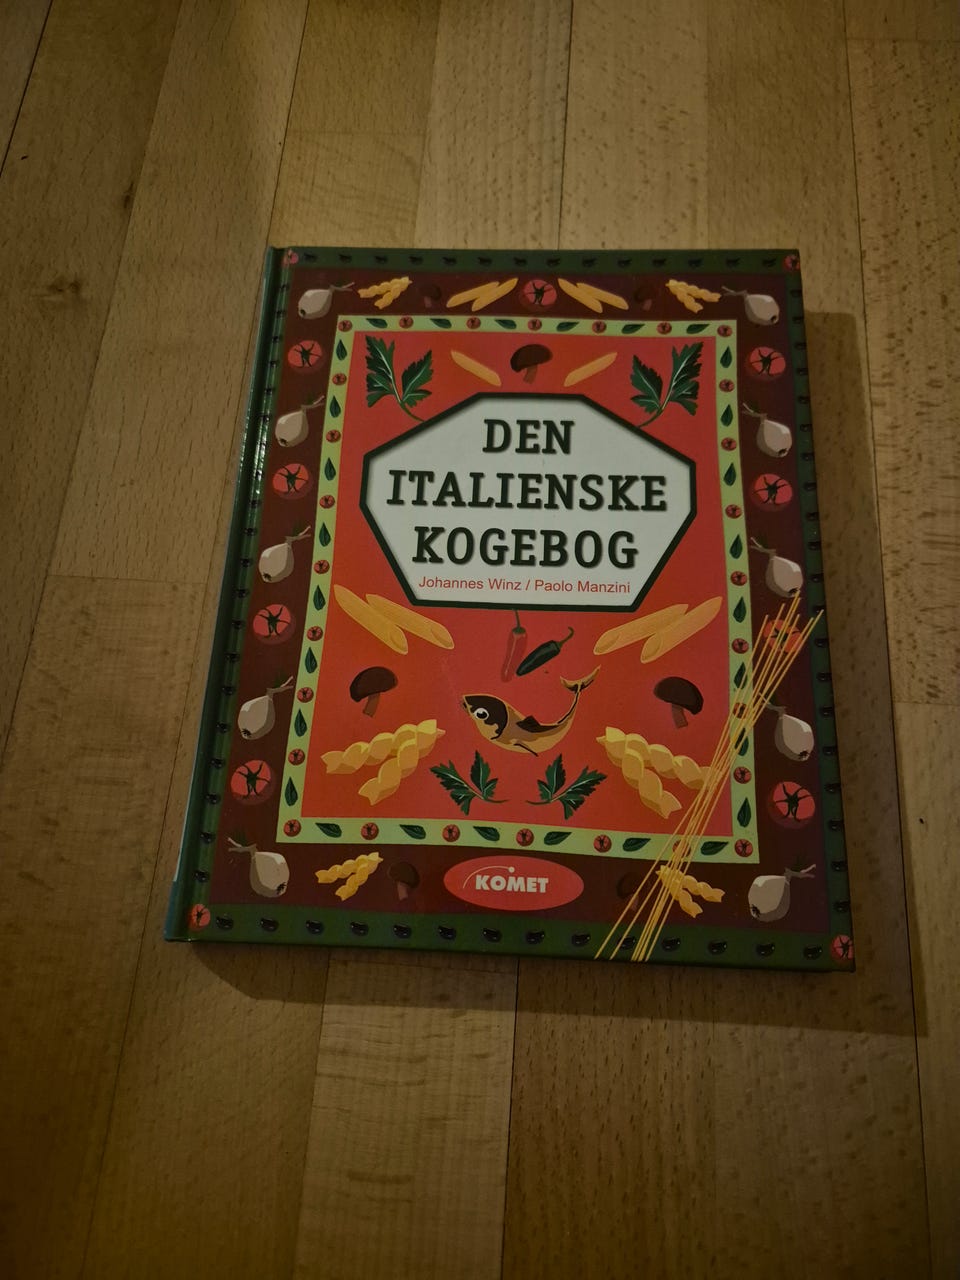 DEN
ITALIENSKE
KOGEBOG
Johannes Winz / Paolo Manzini
KOMET